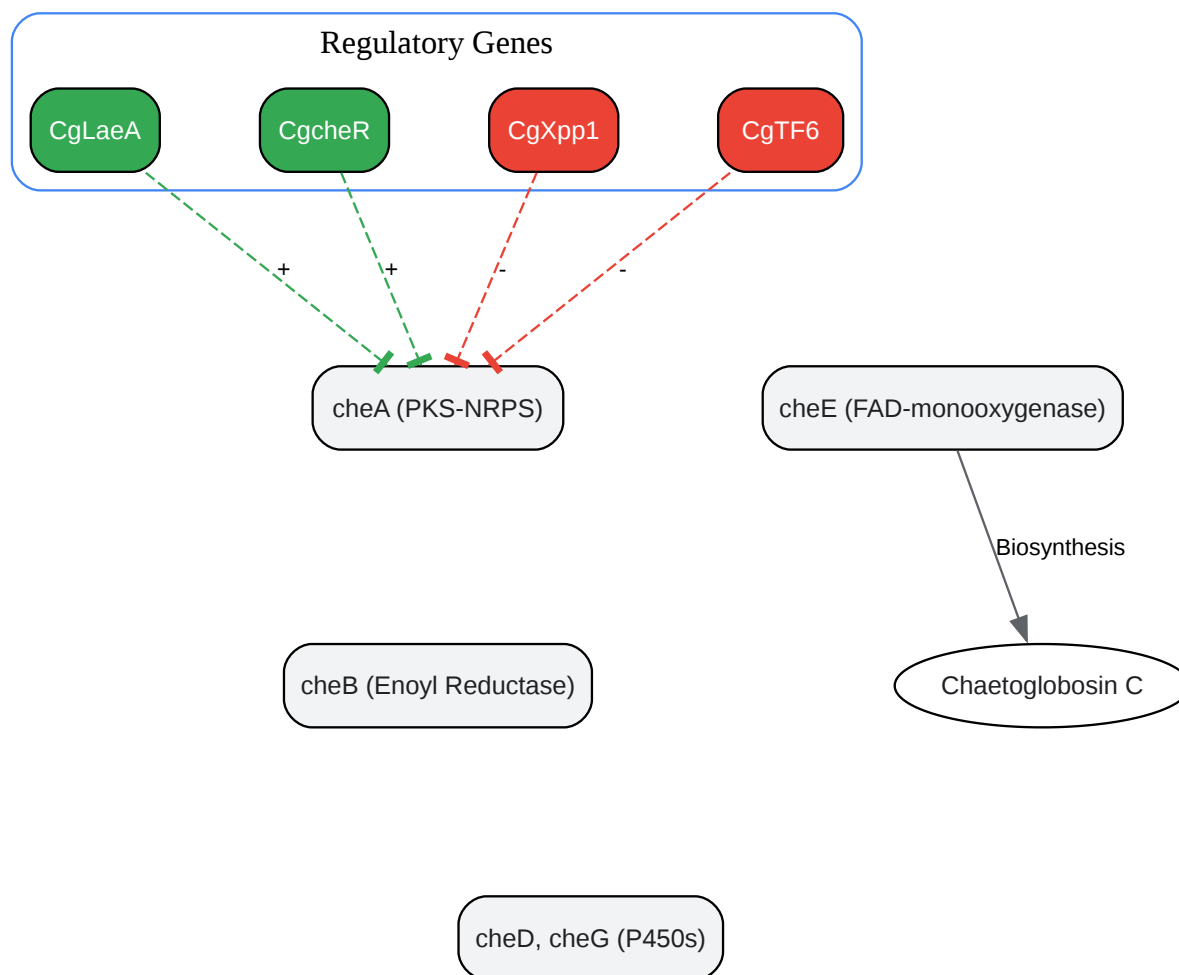 Regulatory Genes
CgLaeA
CgcheR
CgXpp1
CgTF6
+
+
-
-
cheA (PKS-NRPS)
cheE (FAD-monooxygenase)
Biosynthesis
cheB (Enoyl Reductase)
Chaetoglobosin C
cheD, cheG (P450s)